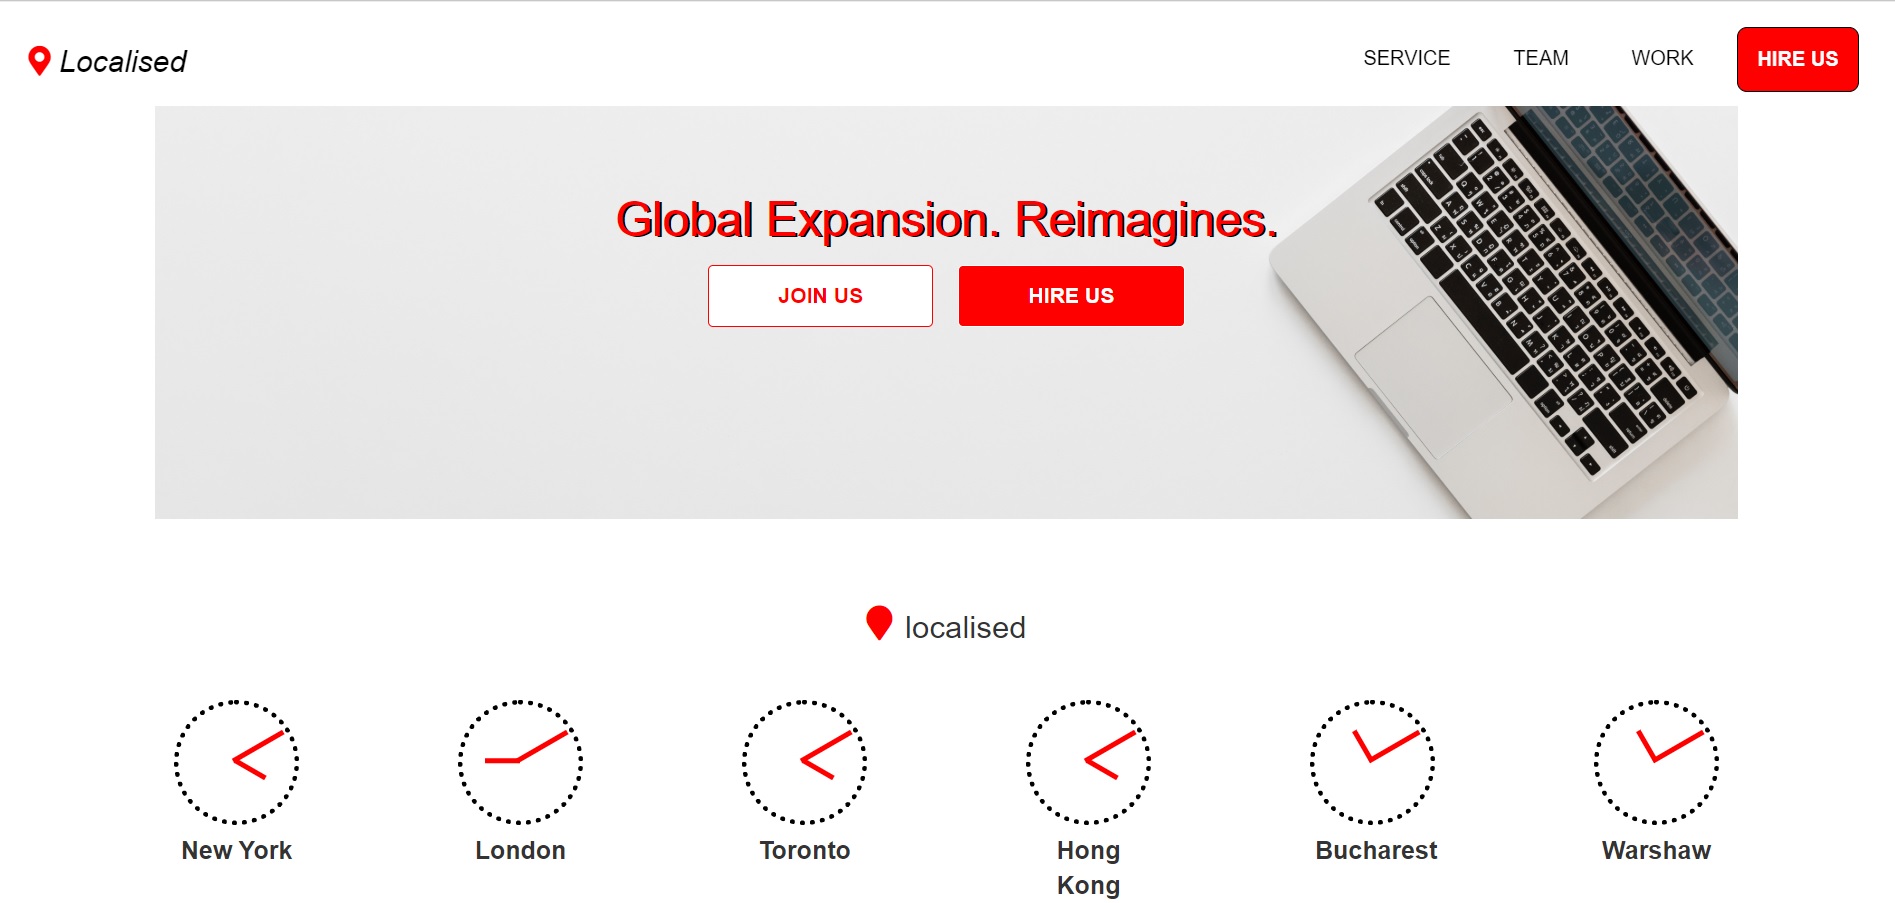 Localised
SERVICE TEAM WORK HIRE US
Global Expansion. Reimagines.
JOIN US HIRE US
localised
New York London Toronto Hong Kong Bucharest Warshaw